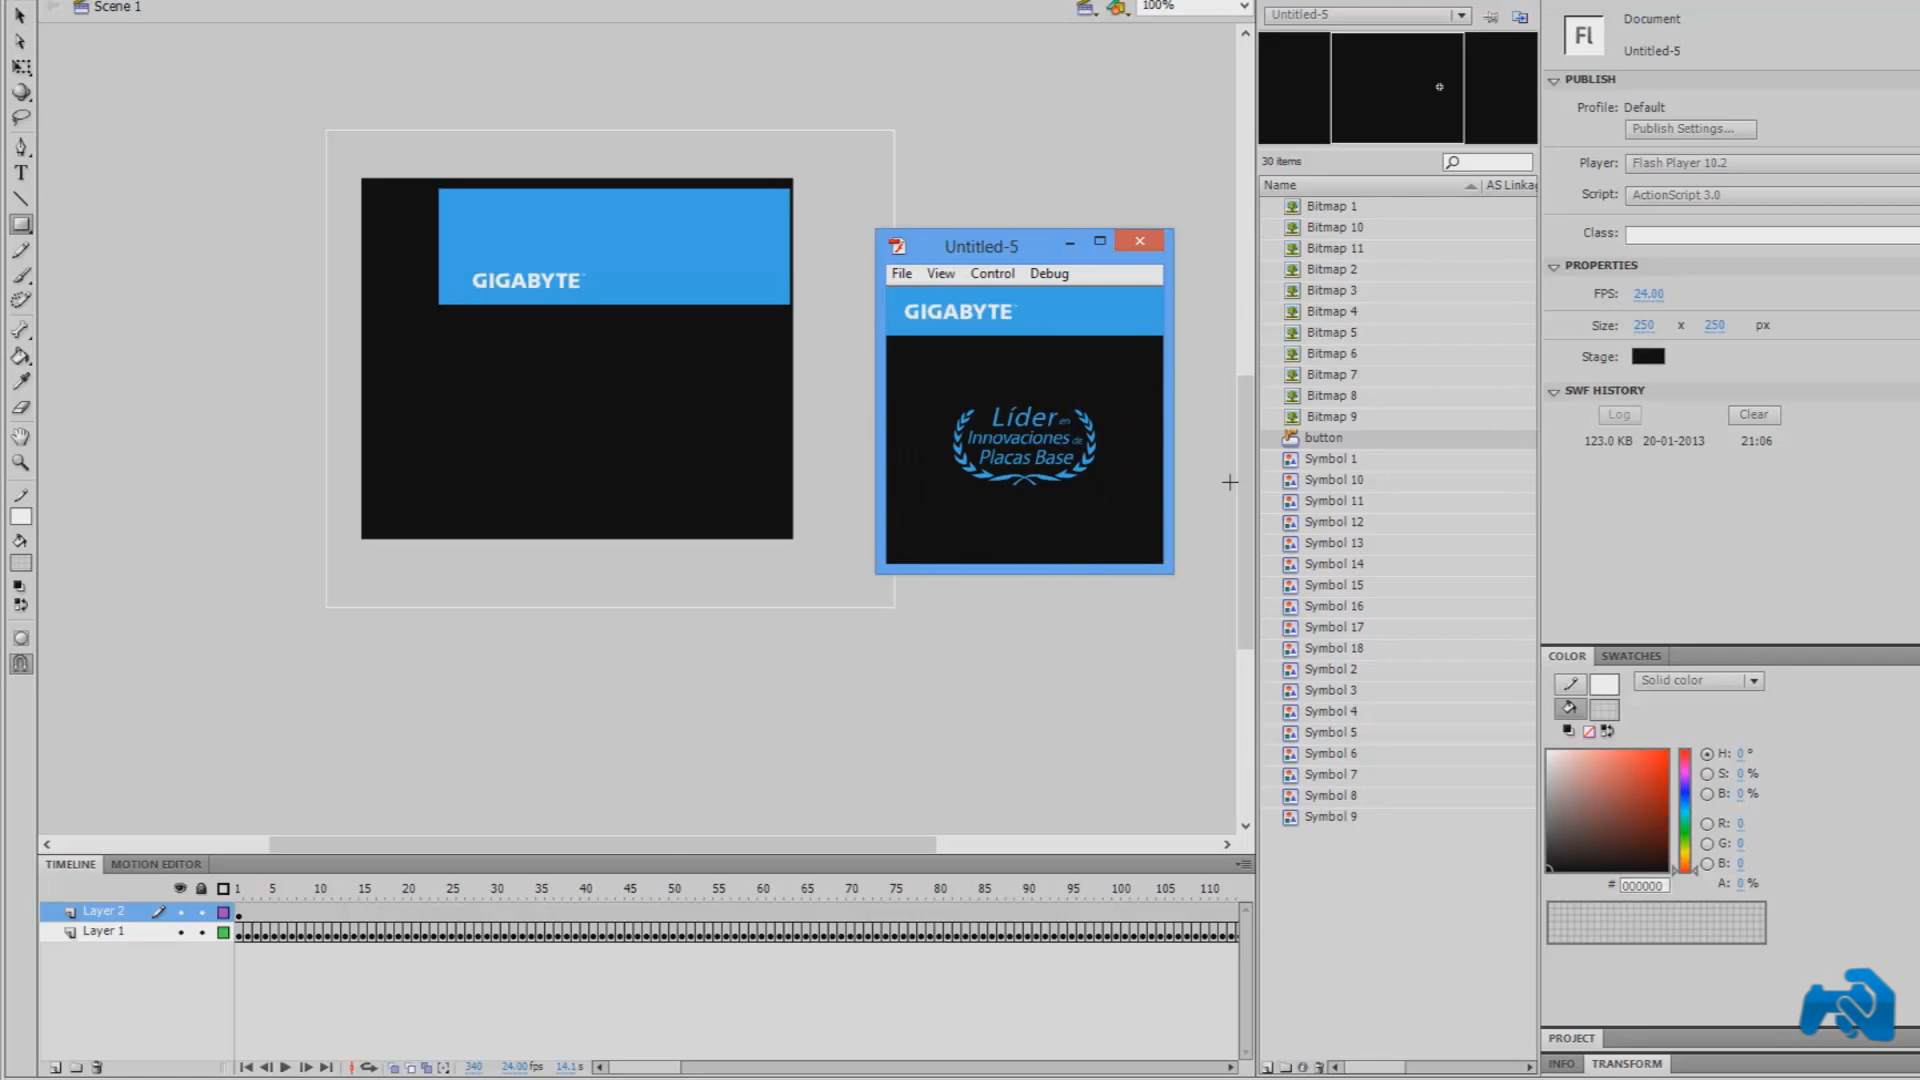 Scene 1
100%
Untitled-5
Fl
Document
Untitled-5
PUBLISH
Profile: Default
Publish Settings...
Player: Flash Player 10.2
Script: ActionScript 3.0
Class:
PROPERTIES
FPS: 24.00
Size: 250 x 250 px
Stage:
SWF HISTORY
Log
Clear
123.0 KB 20-01-2013 21:06
30 items
Name
AS Linka
Bitmap 1
Bitmap 10
Bitmap 11
Bitmap 2
Bitmap 3
Bitmap 4
Bitmap 5
Bitmap 6
Bitmap 7
Bitmap 8
Bitmap 9
button
Symbol 1
Symbol 10
Symbol 11
Symbol 12
Symbol 13
Symbol 14
Symbol 15
Symbol 16
Symbol 17
Symbol 18
Symbol 2
Symbol 3
Symbol 4
Symbol 5
Symbol 6
Symbol 7
Symbol 8
Symbol 9
GIGABYTE
Untitled-5
File View Control Debug
GIGABYTE
Líder en
Innovaciones de
Placas Base
COLOR SWATCHES
Solid color
H: 0 °
S: 0 %
B: 0 %
R: 0
G: 0
B: 0
# 000000
A: 0 %
TIMELINE MOTION EDITOR
1 5 10 15 20 25 30 35 40 45 50 55 60 65 70 75 80 85 90 95 100 105 110
Layer 2
Layer 1
340 24.00fps 14.1s
PROJECT
INFO TRANSFORM